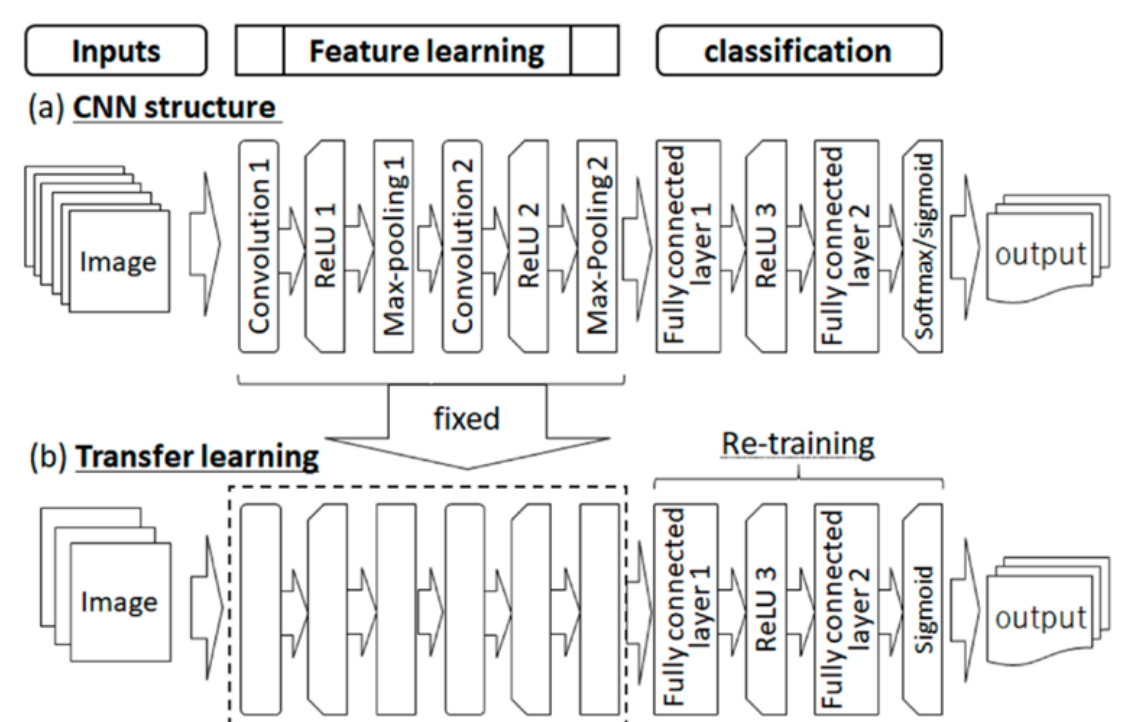 Inputs
Feature learning
classification
(a) CNN structure
Image
Convolution 1
ReLU 1
Max-pooling 1
Convolution 2
ReLU 2
Max-Pooling 2
Fully connected
layer 1
ReLU 3
Fully connected
layer 2
Softmax/sigmoid
output
fixed
(b) Transfer learning
Re-training
Image
Fully connected
layer 1
ReLU 3
Fully connected
layer 2
Sigmoid
output